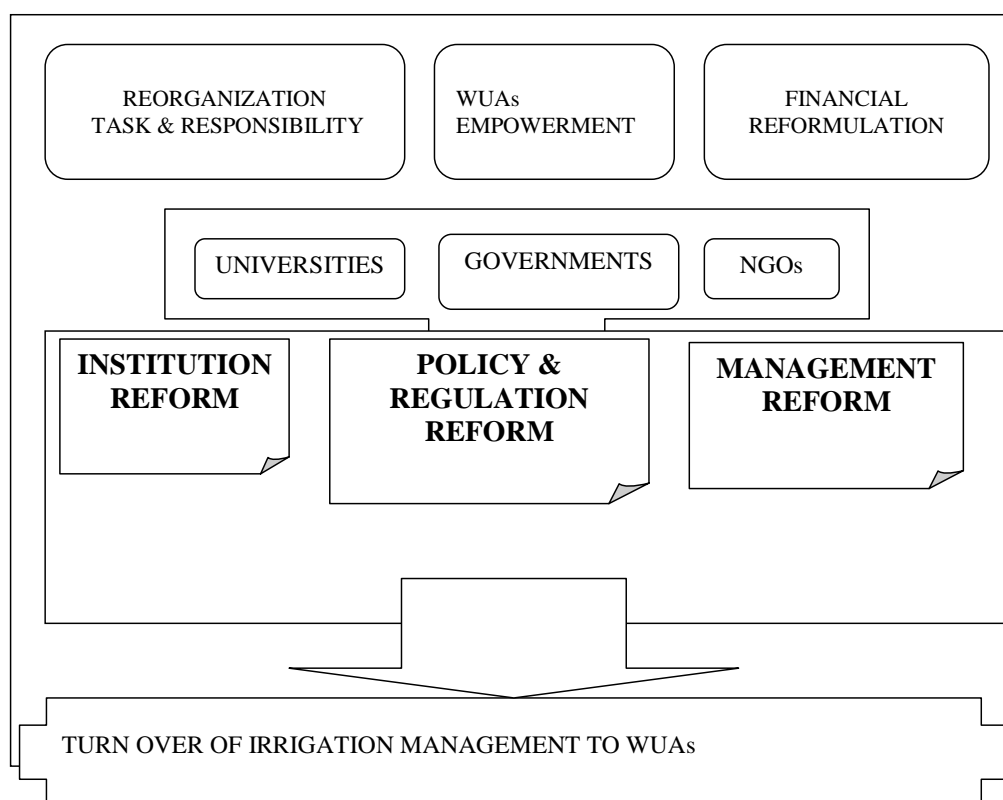 REORGANIZATION
TASK & RESPONSIBILITY
WUAs
EMPOWERMENT
FINANCIAL
REFORMULATION
UNIVERSITIES
GOVERNMENTS
NGOs
INSTITUTION
REFORM
POLICY &
REGULATION
REFORM
MANAGEMENT
REFORM
TURN OVER OF IRRIGATION MANAGEMENT TO WUAs